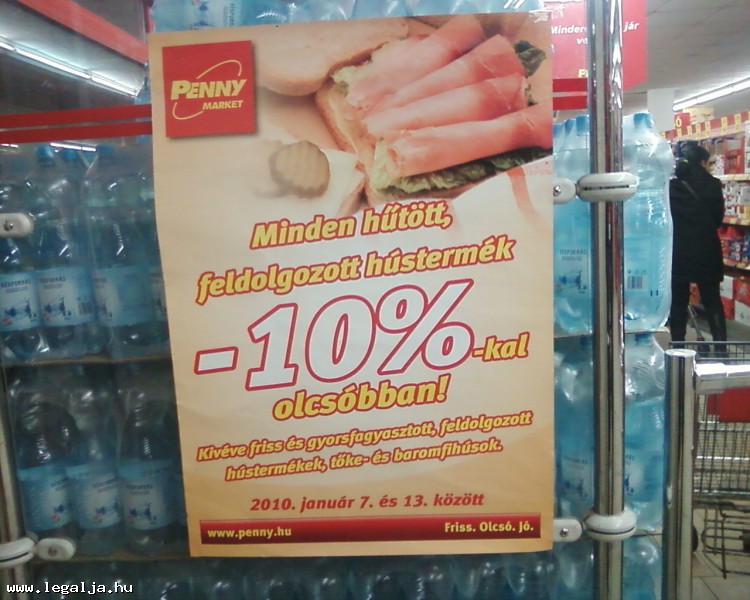 PENNY
MARKET
Minden hűtött,
feldolgozott hústermék
-10%-kal
olcsóbban!
Kivéve friss és gyorsfagyasztott, feldolgozott
hústermékek, tőke- és baromfihúsok.
2010. január 7. és 13. között
www.penny.hu
Friss. Olcsó. Jó.
jár
www.legalja.hu